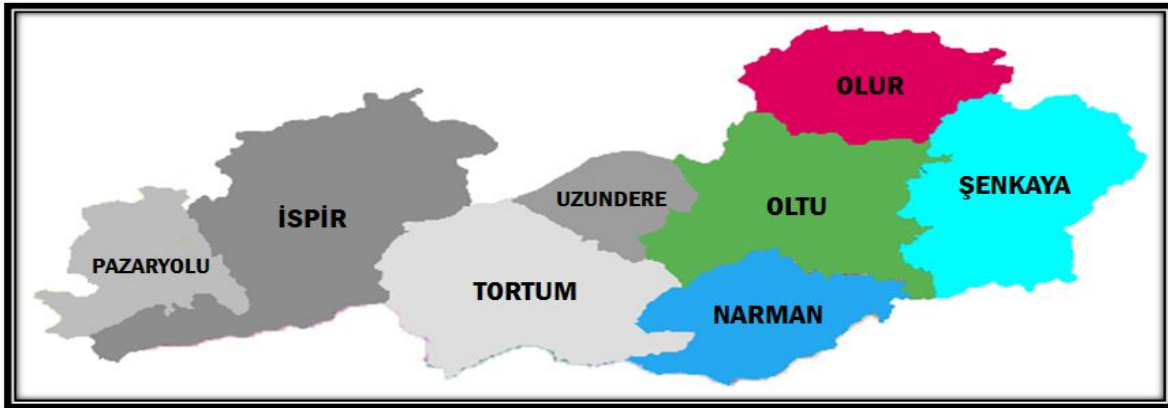 OLUR
ŞENKAYA
UZUNDERE
OLTU
İSPİR
PAZARYOLU
TORTUM
NARMAN